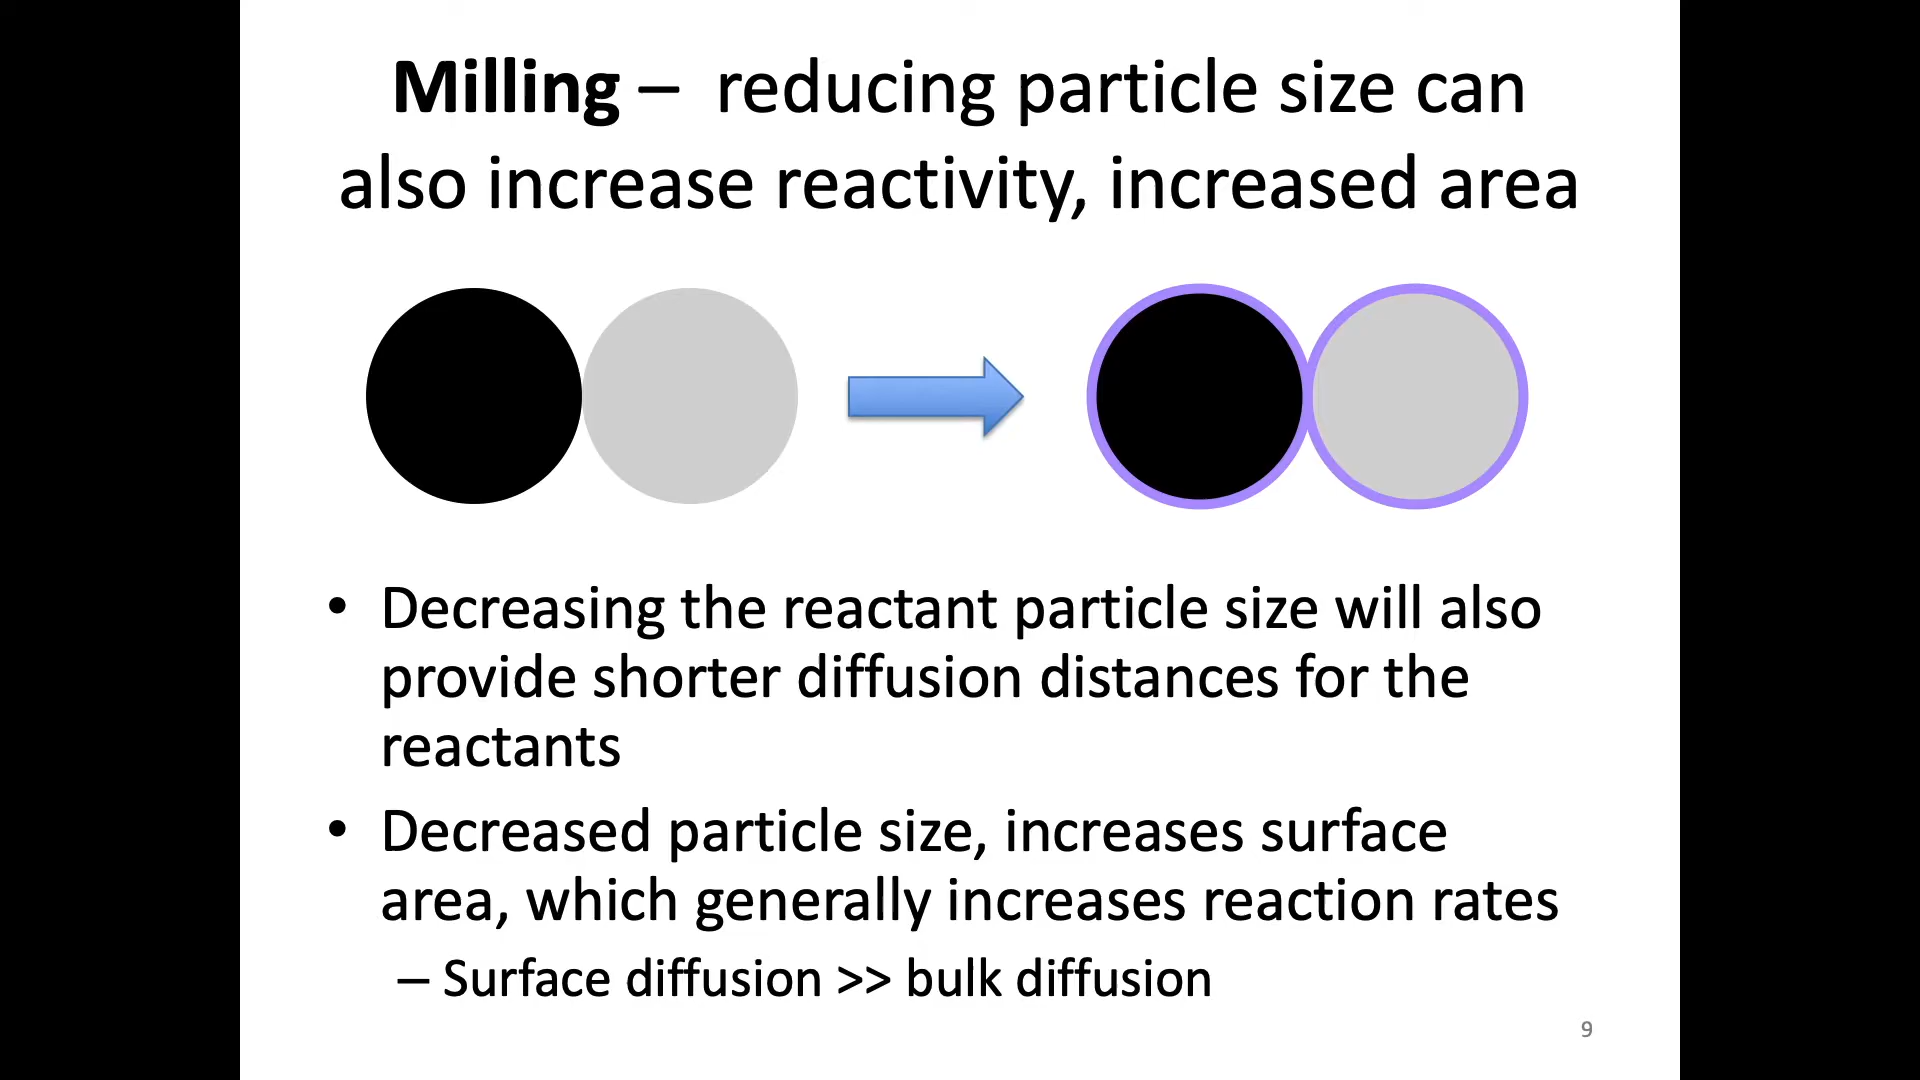 Milling – reducing particle size can
also increase reactivity, increased area
• Decreasing the reactant particle size will also
provide shorter diffusion distances for the
reactants
• Decreased particle size, increases surface
area, which generally increases reaction rates
– Surface diffusion >> bulk diffusion
9